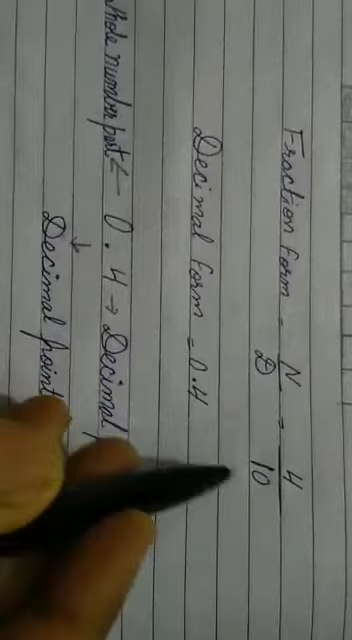 Fraction Form = N/D = 4/10
Decimal Form = 0.4
Whole number part ← 0.4 → Decimal
↓
Decimal point